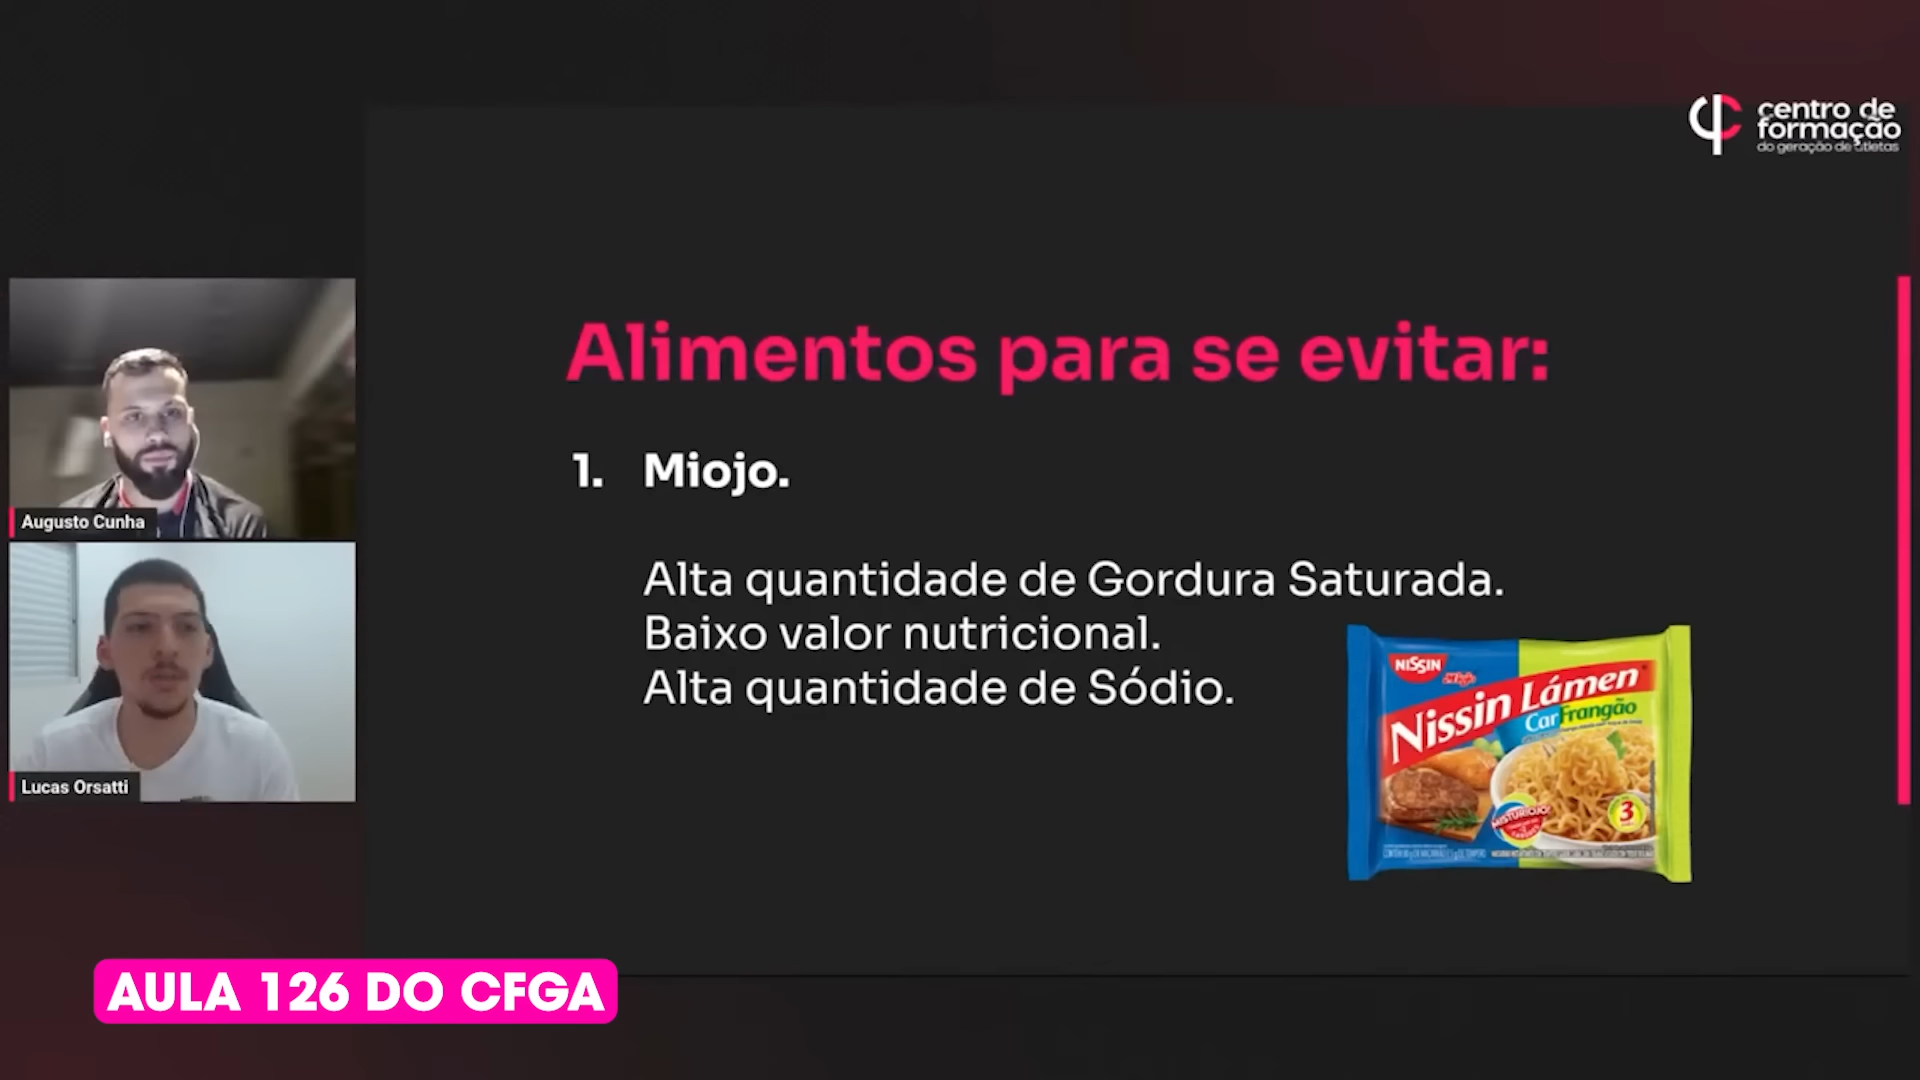 centro de
formação
do geração de atletas
Augusto Cunha
Lucas Orsatti
Alimentos para se evitar:
1. Miojo.
Alta quantidade de Gordura Saturada.
Baixo valor nutricional.
Alta quantidade de Sódio.
NISSIN
Miojo
Nissin Lámen
CarFrangão
MISTUROJO!
3
AULA 126 DO CFGA